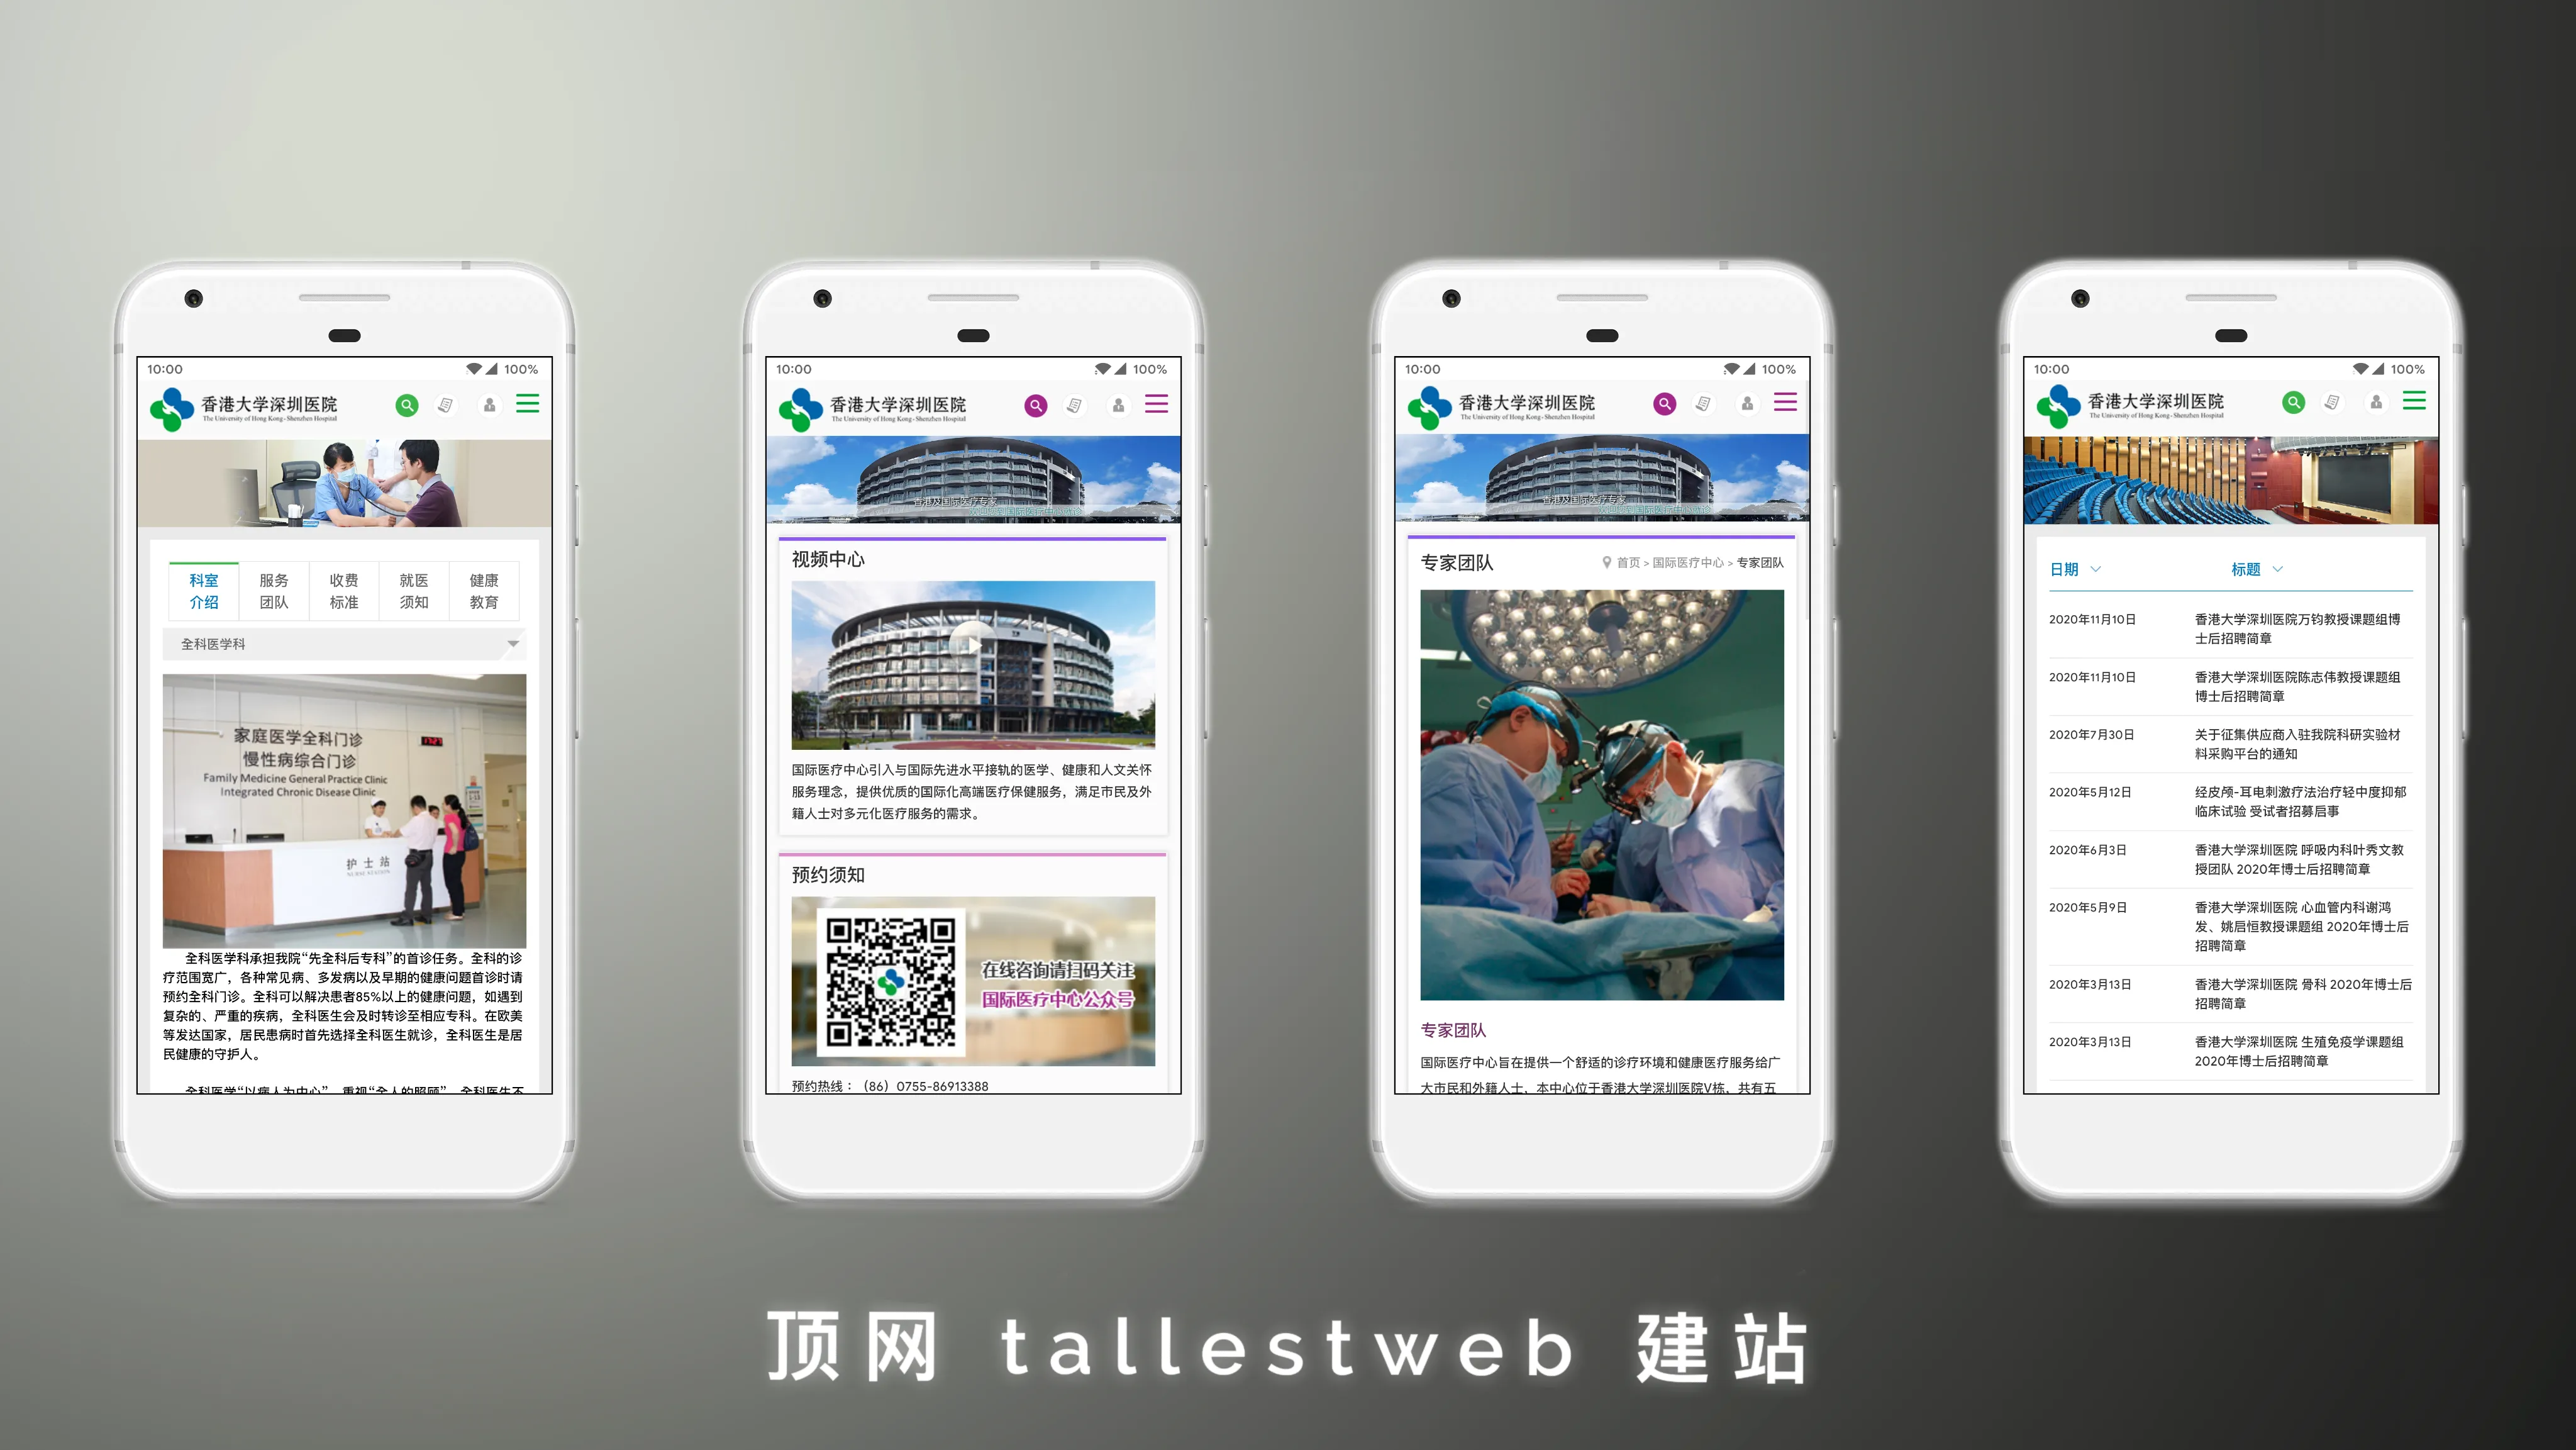 10:00
100%
香港大学深圳医院
The University of Hong Kong - Shenzhen Hospital
科室
介绍
服务
团队
收费
标准
就医
须知
健康
教育
全科医学科
家庭医学全科门诊
慢性病综合门诊
Family Medicine General Practice Clinic
Integrated Chronic Disease Clinic
护士站
NURSE STATION
全科医学科承担我院“先全科后专科”的首诊任务。全科的诊
疗范围宽广，各种常见病、多发病以及早期的健康问题首诊时请
预约全科门诊。全科可以解决患者85%以上的健康问题，如遇到
复杂的、严重的疾病，全科医生会及时转诊至相应专科。在欧美
等发达国家，居民患病时首先选择全科医生就诊，全科医生是居
民健康的守护人。
全科医学“以病人为中心”，重视“全人的照顾”，全科医生不
10:00
100%
香港大学深圳医院
The University of Hong Kong - Shenzhen Hospital
香港及国际医疗专家
视频中心
国际医疗中心引入与国际先进水平接轨的医学、健康和人文关怀
服务理念，提供优质的国际化高端医疗保健服务，满足市民及外
籍人士对多元化医疗服务的需求。
预约须知
在线咨询请扫码关注
国际医疗中心公众号
预约热线：（86）0755-86913388
10:00
100%
香港大学深圳医院
The University of Hong Kong - Shenzhen Hospital
香港及国际医疗专家
专家团队
首页 > 国际医疗中心 > 专家团队
专家团队
国际医疗中心旨在提供一个舒适的诊疗环境和健康医疗服务给广
大市民和外籍人士，本中心位于香港大学深圳医院V栋，共有五
10:00
100%
香港大学深圳医院
The University of Hong Kong - Shenzhen Hospital
日期 标题
2020年11月10日 香港大学深圳医院万钧教授课题组博
士后招聘简章
2020年11月10日 香港大学深圳医院陈志伟教授课题组
博士后招聘简章
2020年7月30日 关于征集供应商入驻我院科研实验材
料采购平台的通知
2020年5月12日 经皮颅-耳电刺激疗法治疗轻中度抑郁
临床试验 受试者招募启事
2020年6月3日 香港大学深圳医院 呼吸内科叶秀文教
授团队 2020年博士后招聘简章
2020年5月9日 香港大学深圳医院 心血管内科谢鸿
发、姚启恒教授课题组 2020年博士后
招聘简章
2020年3月13日 香港大学深圳医院 骨科 2020年博士后
招聘简章
2020年3月13日 香港大学深圳医院 生殖免疫学课题组
2020年博士后招聘简章
顶网 tallestweb 建站